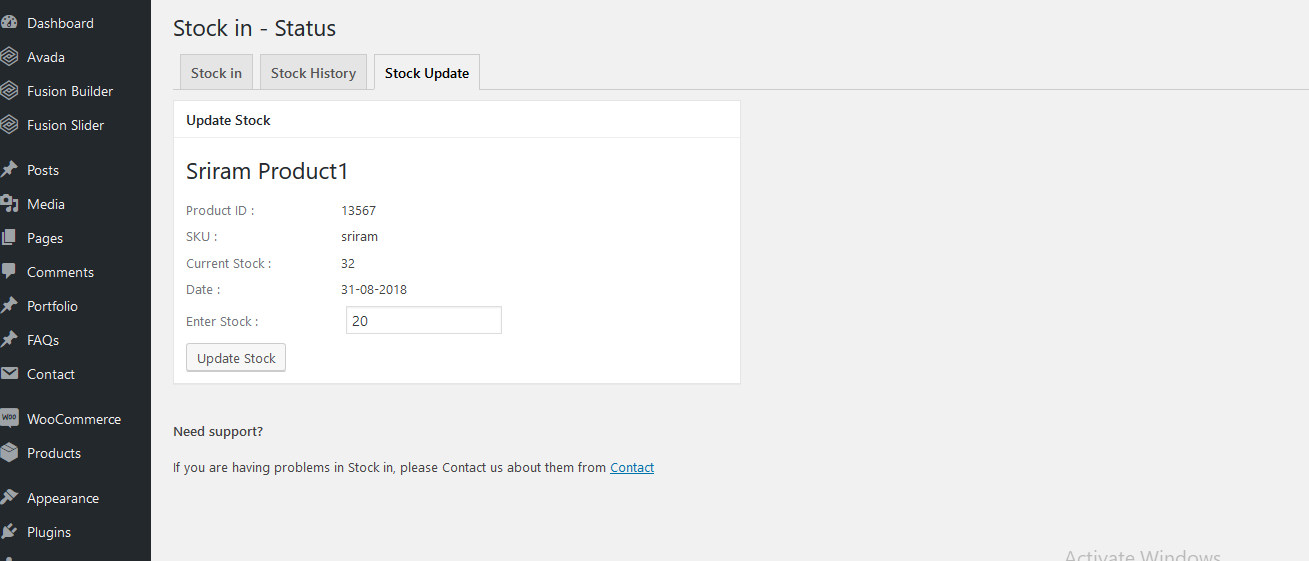 Dashboard
Avada
Fusion Builder
Fusion Slider
Posts
Media
Pages
Comments
Portfolio
FAQs
Contact
WOO WooCommerce
Products
Appearance
Plugins
Stock in - Status
Stock in Stock History Stock Update
Update Stock
Sriram Product1
Product ID : 13567
SKU : sriram
Current Stock : 32
Date : 31-08-2018
Enter Stock : 20
Update Stock
Need support?
If you are having problems in Stock in, please Contact us about them from Contact
Activate Windows